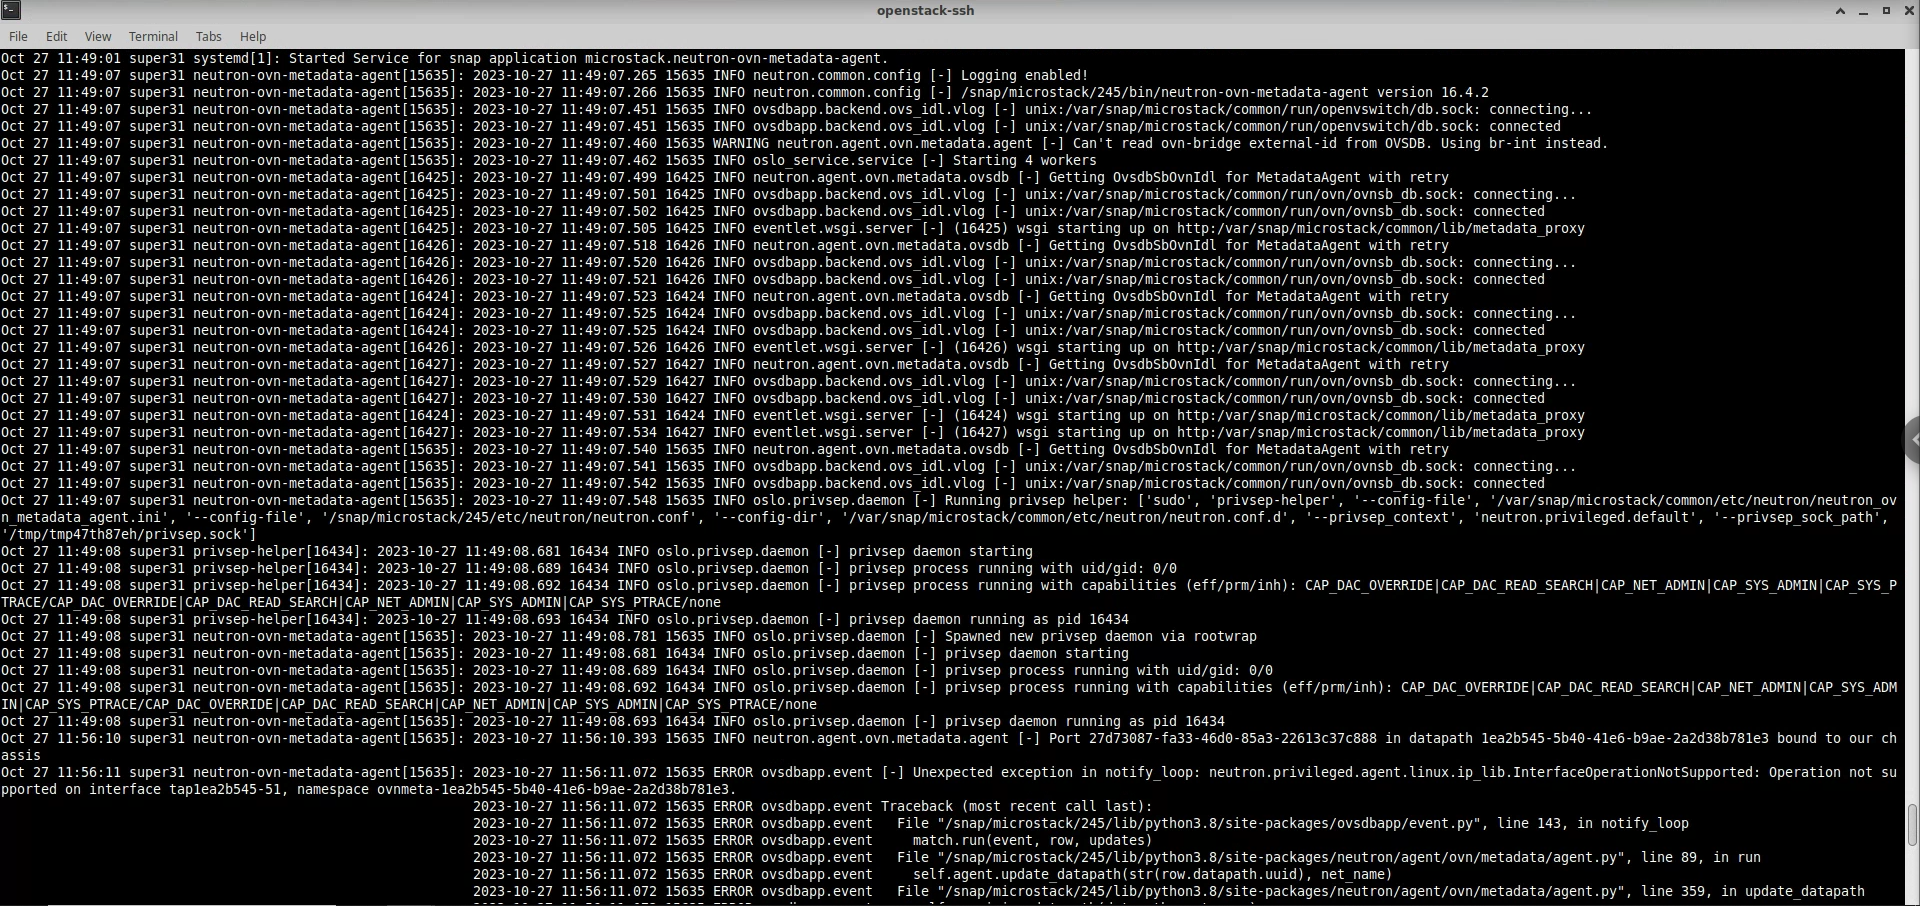 openstack-ssh
File Edit View Terminal Tabs Help
Oct 27 11:49:01 super31 systemd[1]: Started Service for snap application microstack.neutron-ovn-metadata-agent.
Oct 27 11:49:07 super31 neutron-ovn-metadata-agent[15635]: 2023-10-27 11:49:07.265 15635 INFO neutron.common.config [-] Logging enabled!
Oct 27 11:49:07 super31 neutron-ovn-metadata-agent[15635]: 2023-10-27 11:49:07.266 15635 INFO neutron.common.config [-] /snap/microstack/245/bin/neutron-ovn-metadata-agent version 16.4.2
Oct 27 11:49:07 super31 neutron-ovn-metadata-agent[15635]: 2023-10-27 11:49:07.451 15635 INFO ovsdbapp.backend.ovs_idl.vlog [-] unix:/var/snap/microstack/common/run/openvswitch/db.sock: connecting...
Oct 27 11:49:07 super31 neutron-ovn-metadata-agent[15635]: 2023-10-27 11:49:07.451 15635 INFO ovsdbapp.backend.ovs_idl.vlog [-] unix:/var/snap/microstack/common/run/openvswitch/db.sock: connected
Oct 27 11:49:07 super31 neutron-ovn-metadata-agent[15635]: 2023-10-27 11:49:07.460 15635 WARNING neutron.agent.ovn.metadata.agent [-] Can't read ovn-bridge external-id from OVSDB. Using br-int instead.
Oct 27 11:49:07 super31 neutron-ovn-metadata-agent[15635]: 2023-10-27 11:49:07.462 15635 INFO oslo_service.service [-] Starting 4 workers
Oct 27 11:49:07 super31 neutron-ovn-metadata-agent[16425]: 2023-10-27 11:49:07.499 16425 INFO neutron.agent.ovn.metadata.ovsdb [-] Getting OvsdbSbOvnIdl for MetadataAgent with retry
Oct 27 11:49:07 super31 neutron-ovn-metadata-agent[16425]: 2023-10-27 11:49:07.501 16425 INFO ovsdbapp.backend.ovs_idl.vlog [-] unix:/var/snap/microstack/common/run/ovn/ovnsb_db.sock: connecting...
Oct 27 11:49:07 super31 neutron-ovn-metadata-agent[16425]: 2023-10-27 11:49:07.502 16425 INFO ovsdbapp.backend.ovs_idl.vlog [-] unix:/var/snap/microstack/common/run/ovn/ovnsb_db.sock: connected
Oct 27 11:49:07 super31 neutron-ovn-metadata-agent[16425]: 2023-10-27 11:49:07.505 16425 INFO eventlet.wsgi.server [-] (16425) wsgi starting up on http:/var/snap/microstack/common/lib/metadata_proxy
Oct 27 11:49:07 super31 neutron-ovn-metadata-agent[16426]: 2023-10-27 11:49:07.518 16426 INFO neutron.agent.ovn.metadata.ovsdb [-] Getting OvsdbSbOvnIdl for MetadataAgent with retry
Oct 27 11:49:07 super31 neutron-ovn-metadata-agent[16426]: 2023-10-27 11:49:07.520 16426 INFO ovsdbapp.backend.ovs_idl.vlog [-] unix:/var/snap/microstack/common/run/ovn/ovnsb_db.sock: connecting...
Oct 27 11:49:07 super31 neutron-ovn-metadata-agent[16426]: 2023-10-27 11:49:07.521 16426 INFO ovsdbapp.backend.ovs_idl.vlog [-] unix:/var/snap/microstack/common/run/ovn/ovnsb_db.sock: connected
Oct 27 11:49:07 super31 neutron-ovn-metadata-agent[16424]: 2023-10-27 11:49:07.523 16424 INFO neutron.agent.ovn.metadata.ovsdb [-] Getting OvsdbSbOvnIdl for MetadataAgent with retry
Oct 27 11:49:07 super31 neutron-ovn-metadata-agent[16424]: 2023-10-27 11:49:07.525 16424 INFO ovsdbapp.backend.ovs_idl.vlog [-] unix:/var/snap/microstack/common/run/ovn/ovnsb_db.sock: connecting...
Oct 27 11:49:07 super31 neutron-ovn-metadata-agent[16424]: 2023-10-27 11:49:07.525 16424 INFO ovsdbapp.backend.ovs_idl.vlog [-] unix:/var/snap/microstack/common/run/ovn/ovnsb_db.sock: connected
Oct 27 11:49:07 super31 neutron-ovn-metadata-agent[16426]: 2023-10-27 11:49:07.526 16426 INFO eventlet.wsgi.server [-] (16426) wsgi starting up on http:/var/snap/microstack/common/lib/metadata_proxy
Oct 27 11:49:07 super31 neutron-ovn-metadata-agent[16427]: 2023-10-27 11:49:07.527 16427 INFO neutron.agent.ovn.metadata.ovsdb [-] Getting OvsdbSbOvnIdl for MetadataAgent with retry
Oct 27 11:49:07 super31 neutron-ovn-metadata-agent[16427]: 2023-10-27 11:49:07.529 16427 INFO ovsdbapp.backend.ovs_idl.vlog [-] unix:/var/snap/microstack/common/run/ovn/ovnsb_db.sock: connecting...
Oct 27 11:49:07 super31 neutron-ovn-metadata-agent[16427]: 2023-10-27 11:49:07.530 16427 INFO ovsdbapp.backend.ovs_idl.vlog [-] unix:/var/snap/microstack/common/run/ovn/ovnsb_db.sock: connected
Oct 27 11:49:07 super31 neutron-ovn-metadata-agent[16424]: 2023-10-27 11:49:07.531 16424 INFO eventlet.wsgi.server [-] (16424) wsgi starting up on http:/var/snap/microstack/common/lib/metadata_proxy
Oct 27 11:49:07 super31 neutron-ovn-metadata-agent[16427]: 2023-10-27 11:49:07.534 16427 INFO eventlet.wsgi.server [-] (16427) wsgi starting up on http:/var/snap/microstack/common/lib/metadata_proxy
Oct 27 11:49:07 super31 neutron-ovn-metadata-agent[15635]: 2023-10-27 11:49:07.540 15635 INFO neutron.agent.ovn.metadata.ovsdb [-] Getting OvsdbSbOvnIdl for MetadataAgent with retry
Oct 27 11:49:07 super31 neutron-ovn-metadata-agent[15635]: 2023-10-27 11:49:07.541 15635 INFO ovsdbapp.backend.ovs_idl.vlog [-] unix:/var/snap/microstack/common/run/ovn/ovnsb_db.sock: connecting...
Oct 27 11:49:07 super31 neutron-ovn-metadata-agent[15635]: 2023-10-27 11:49:07.542 15635 INFO ovsdbapp.backend.ovs_idl.vlog [-] unix:/var/snap/microstack/common/run/ovn/ovnsb_db.sock: connected
Oct 27 11:49:07 super31 neutron-ovn-metadata-agent[15635]: 2023-10-27 11:49:07.548 15635 INFO oslo.privsep.daemon [-] Running privsep helper: ['sudo', 'privsep-helper', '--config-file', '/var/snap/microstack/common/etc/neutron/neutron_ov
n_metadata_agent.ini', '--config-file', '/snap/microstack/245/etc/neutron/neutron.conf', '--config-dir', '/var/snap/microstack/common/etc/neutron/neutron.conf.d', '--privsep_context', 'neutron.privileged.default', '--privsep_sock_path',
'/tmp/tmp47th87eh/privsep.sock']
Oct 27 11:49:08 super31 privsep-helper[16434]: 2023-10-27 11:49:08.681 16434 INFO oslo.privsep.daemon [-] privsep daemon starting
Oct 27 11:49:08 super31 privsep-helper[16434]: 2023-10-27 11:49:08.689 16434 INFO oslo.privsep.daemon [-] privsep process running with uid/gid: 0/0
Oct 27 11:49:08 super31 privsep-helper[16434]: 2023-10-27 11:49:08.692 16434 INFO oslo.privsep.daemon [-] privsep process running with capabilities (eff/prm/inh): CAP_DAC_OVERRIDE|CAP_DAC_READ_SEARCH|CAP_NET_ADMIN|CAP_SYS_ADMIN|CAP_SYS_P
TRACE/CAP_DAC_OVERRIDE|CAP_DAC_READ_SEARCH|CAP_NET_ADMIN|CAP_SYS_ADMIN|CAP_SYS_PTRACE/none
Oct 27 11:49:08 super31 privsep-helper[16434]: 2023-10-27 11:49:08.693 16434 INFO oslo.privsep.daemon [-] privsep daemon running as pid 16434
Oct 27 11:49:08 super31 neutron-ovn-metadata-agent[15635]: 2023-10-27 11:49:08.781 15635 INFO oslo.privsep.daemon [-] Spawned new privsep daemon via rootwrap
Oct 27 11:49:08 super31 neutron-ovn-metadata-agent[15635]: 2023-10-27 11:49:08.681 16434 INFO oslo.privsep.daemon [-] privsep daemon starting
Oct 27 11:49:08 super31 neutron-ovn-metadata-agent[15635]: 2023-10-27 11:49:08.689 16434 INFO oslo.privsep.daemon [-] privsep process running with uid/gid: 0/0
Oct 27 11:49:08 super31 neutron-ovn-metadata-agent[15635]: 2023-10-27 11:49:08.692 16434 INFO oslo.privsep.daemon [-] privsep process running with capabilities (eff/prm/inh): CAP_DAC_OVERRIDE|CAP_DAC_READ_SEARCH|CAP_NET_ADMIN|CAP_SYS_ADM
IN|CAP_SYS_PTRACE/CAP_DAC_OVERRIDE|CAP_DAC_READ_SEARCH|CAP_NET_ADMIN|CAP_SYS_ADMIN|CAP_SYS_PTRACE/none
Oct 27 11:49:08 super31 neutron-ovn-metadata-agent[15635]: 2023-10-27 11:49:08.693 16434 INFO oslo.privsep.daemon [-] privsep daemon running as pid 16434
Oct 27 11:56:10 super31 neutron-ovn-metadata-agent[15635]: 2023-10-27 11:56:10.393 15635 INFO neutron.agent.ovn.metadata.agent [-] Port 27d73087-fa33-46d0-85a3-22613c37c888 in datapath 1ea2b545-5b40-41e6-b9ae-2a2d38b781e3 bound to our ch
assis
Oct 27 11:56:11 super31 neutron-ovn-metadata-agent[15635]: 2023-10-27 11:56:11.072 15635 ERROR ovsdbapp.event [-] Unexpected exception in notify_loop: neutron.privileged.agent.linux.ip_lib.InterfaceOperationNotSupported: Operation not su
pported on interface tap1ea2b545-51, namespace ovnmeta-1ea2b545-5b40-41e6-b9ae-2a2d38b781e3.
2023-10-27 11:56:11.072 15635 ERROR ovsdbapp.event Traceback (most recent call last):
2023-10-27 11:56:11.072 15635 ERROR ovsdbapp.event   File "/snap/microstack/245/lib/python3.8/site-packages/ovsdbapp/event.py", line 143, in notify_loop
2023-10-27 11:56:11.072 15635 ERROR ovsdbapp.event     match.run(event, row, updates)
2023-10-27 11:56:11.072 15635 ERROR ovsdbapp.event   File "/snap/microstack/245/lib/python3.8/site-packages/neutron/agent/ovn/metadata/agent.py", line 89, in run
2023-10-27 11:56:11.072 15635 ERROR ovsdbapp.event     self.agent.update_datapath(str(row.datapath.uuid), net_name)
2023-10-27 11:56:11.072 15635 ERROR ovsdbapp.event   File "/snap/microstack/245/lib/python3.8/site-packages/neutron/agent/ovn/metadata/agent.py", line 359, in update_datapath